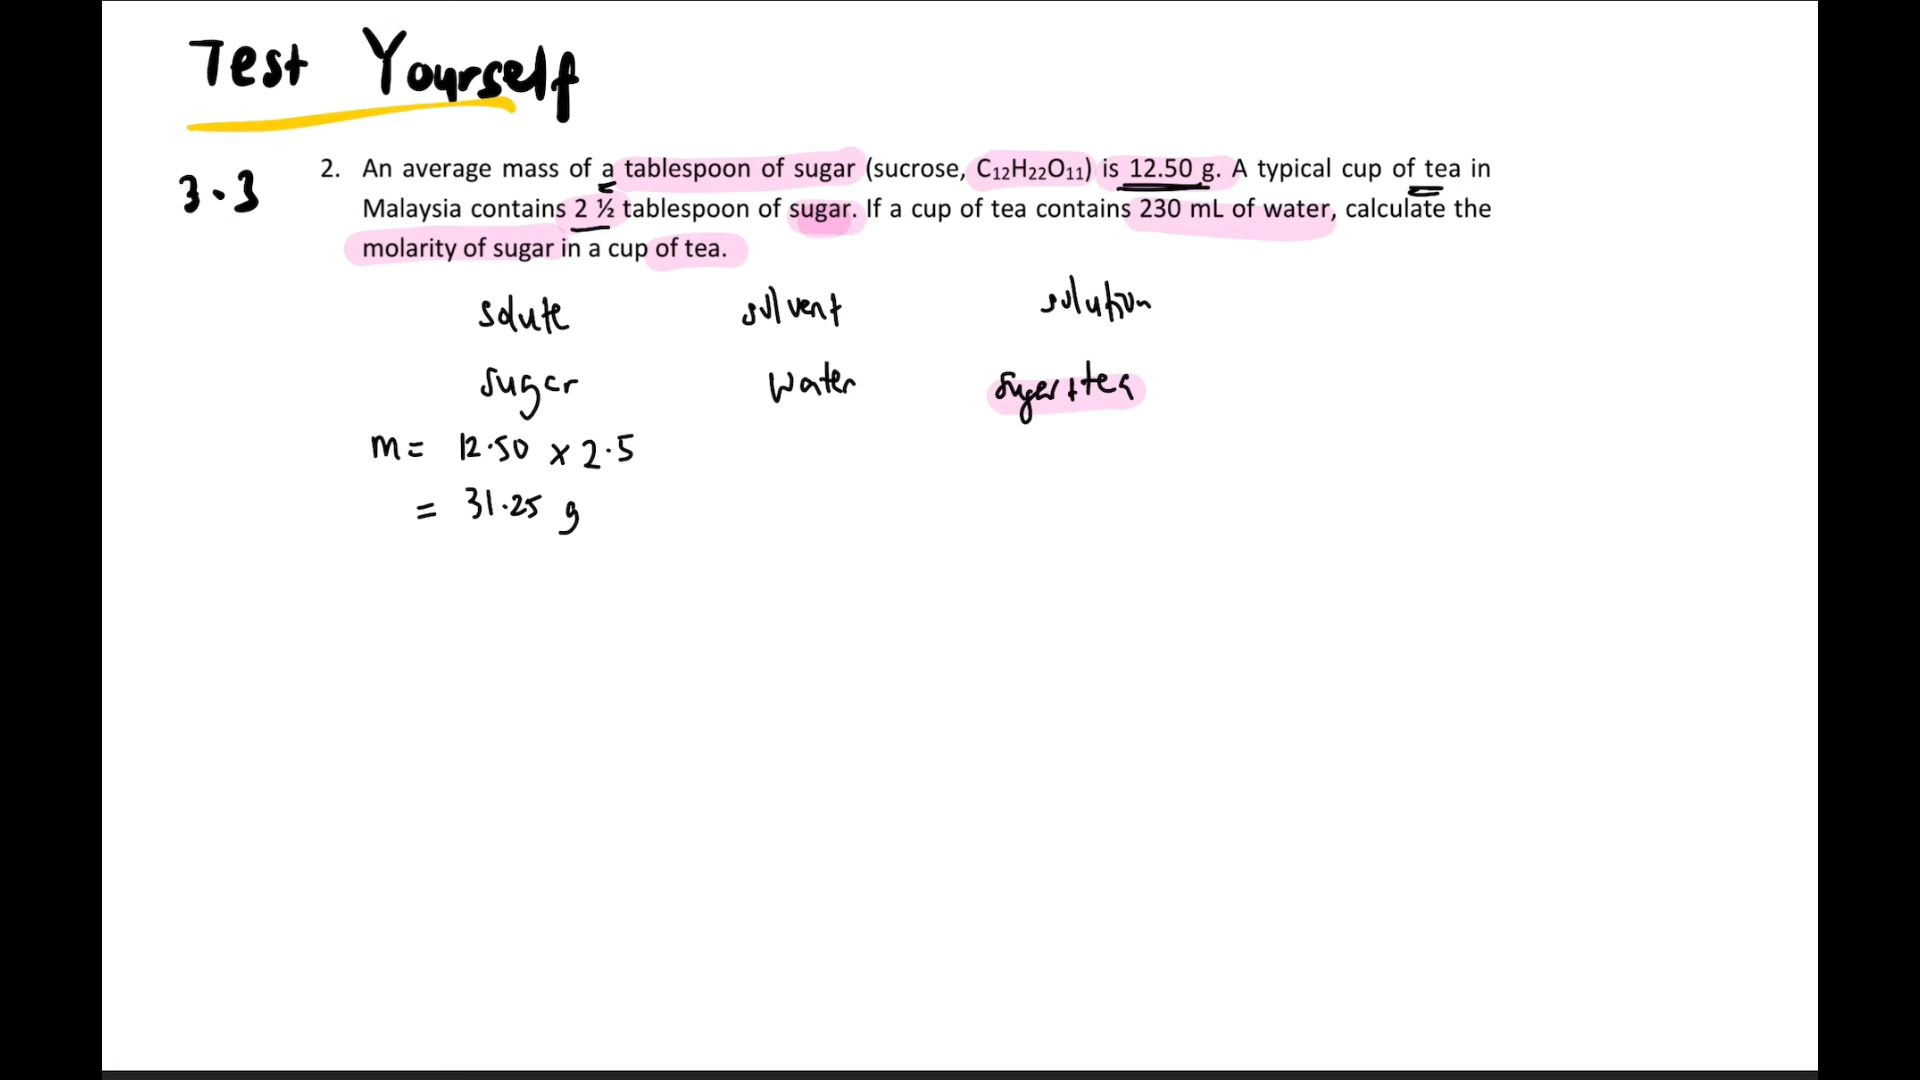 Test Yourself
3.3
2. An average mass of a tablespoon of sugar (sucrose, C₁₂H₂₂O₁₁) is 12.50 g. A typical cup of tea in
Malaysia contains 2 ½ tablespoon of sugar. If a cup of tea contains 230 mL of water, calculate the
molarity of sugar in a cup of tea.
solute solvent solution
sugar water sugar + tea
m = 12.50 x 2.5
= 31.25 g